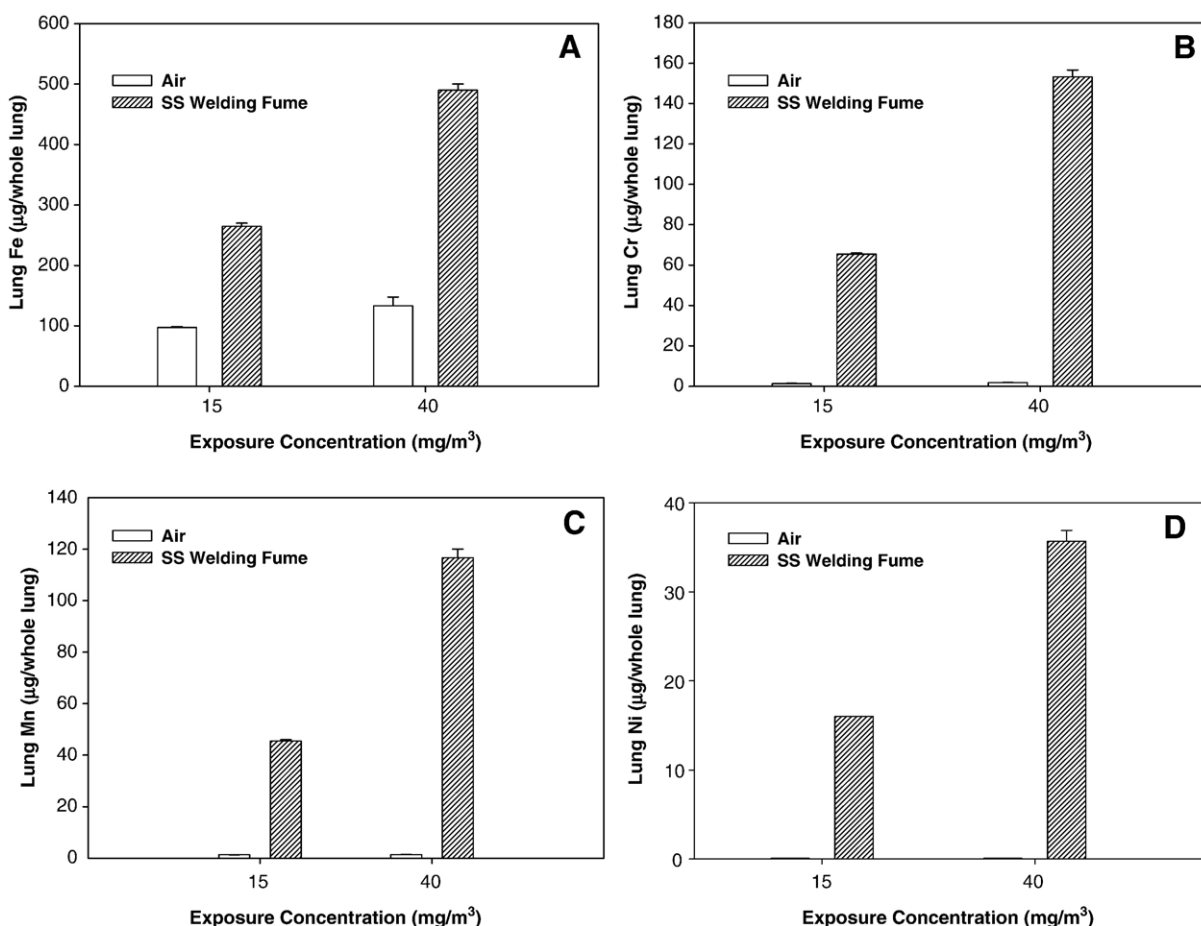 A
Air
SS Welding Fume
Lung Fe (µg/whole lung)
600
500
400
300
200
100
0
15
40
Exposure Concentration (mg/m³)
B
Air
SS Welding Fume
Lung Cr (µg/whole lung)
180
160
140
120
100
80
60
40
20
0
15
40
Exposure Concentration (mg/m³)
C
Air
SS Welding Fume
Lung Mn (µg/whole lung)
140
120
100
80
60
40
20
0
15
40
Exposure Concentration (mg/m³)
D
Air
SS Welding Fume
Lung Ni (µg/whole lung)
40
30
20
10
0
15
40
Exposure Concentration (mg/m³)